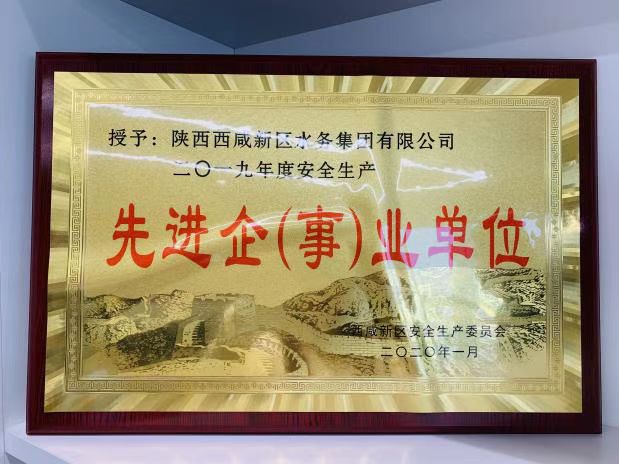 授予：陕西西咸新区水务集团有限公司
二〇一九年度安全生产
先进企(事)业单位
西咸新区安全生产委员会
二〇二〇年一月